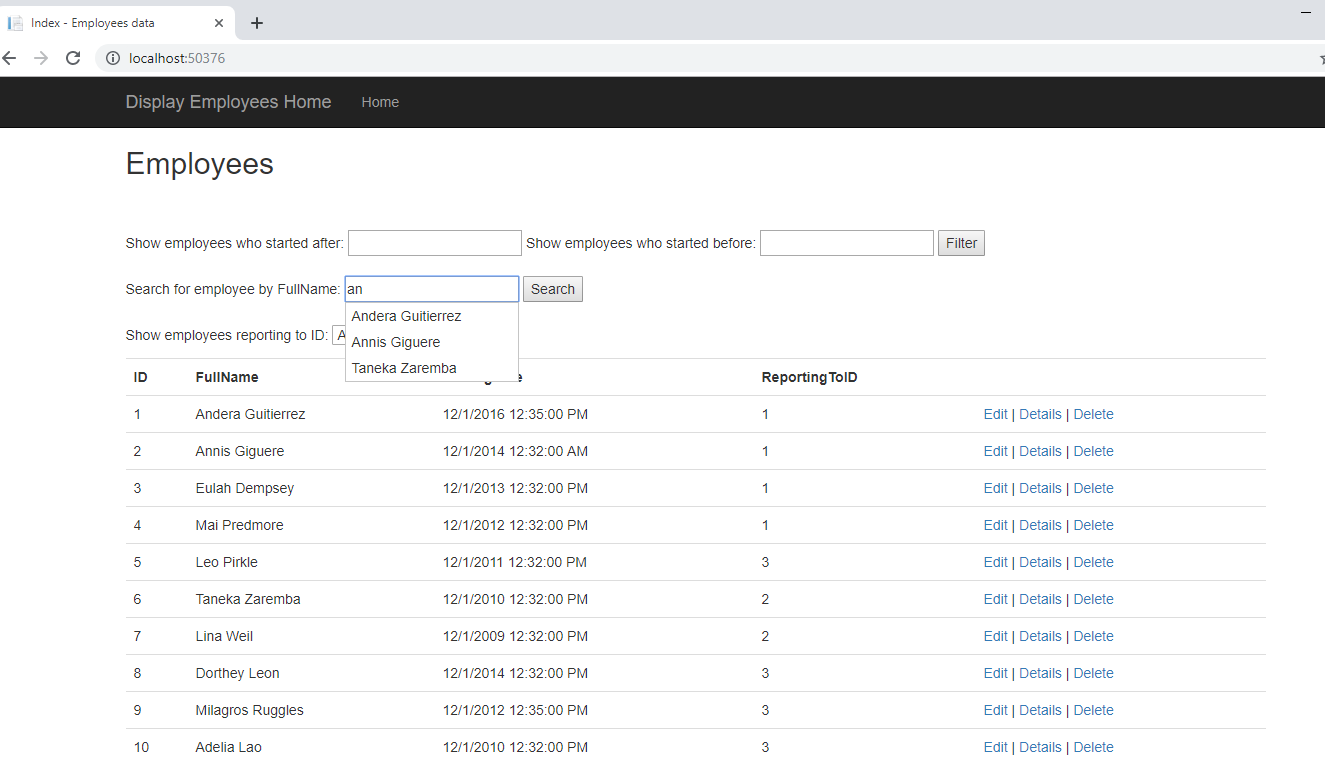 Index - Employees data
localhost:50376
Display Employees Home Home
Employees
Show employees who started after: Show employees who started before: Filter
Search for employee by FullName: an Search
Andera Guitierrez
Annis Giguere
Taneka Zaremba
Show employees reporting to ID: A
ID FullName ReportingToID
1 Andera Guitierrez 12/1/2016 12:35:00 PM 1 Edit | Details | Delete
2 Annis Giguere 12/1/2014 12:32:00 AM 1 Edit | Details | Delete
3 Eulah Dempsey 12/1/2013 12:32:00 PM 1 Edit | Details | Delete
4 Mai Predmore 12/1/2012 12:32:00 PM 1 Edit | Details | Delete
5 Leo Pirkle 12/1/2011 12:32:00 PM 3 Edit | Details | Delete
6 Taneka Zaremba 12/1/2010 12:32:00 PM 2 Edit | Details | Delete
7 Lina Weil 12/1/2009 12:32:00 PM 2 Edit | Details | Delete
8 Dorthey Leon 12/1/2014 12:32:00 PM 3 Edit | Details | Delete
9 Milagros Ruggles 12/1/2012 12:35:00 PM 3 Edit | Details | Delete
10 Adelia Lao 12/1/2010 12:32:00 PM 3 Edit | Details | Delete